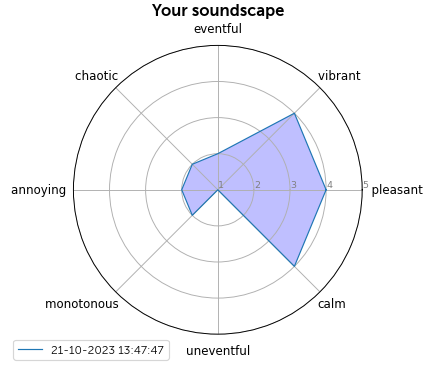 Your soundscape
eventful
chaotic
vibrant
annoying
1
2
3
4
5
pleasant
monotonous
calm
21-10-2023 13:47:47
uneventful